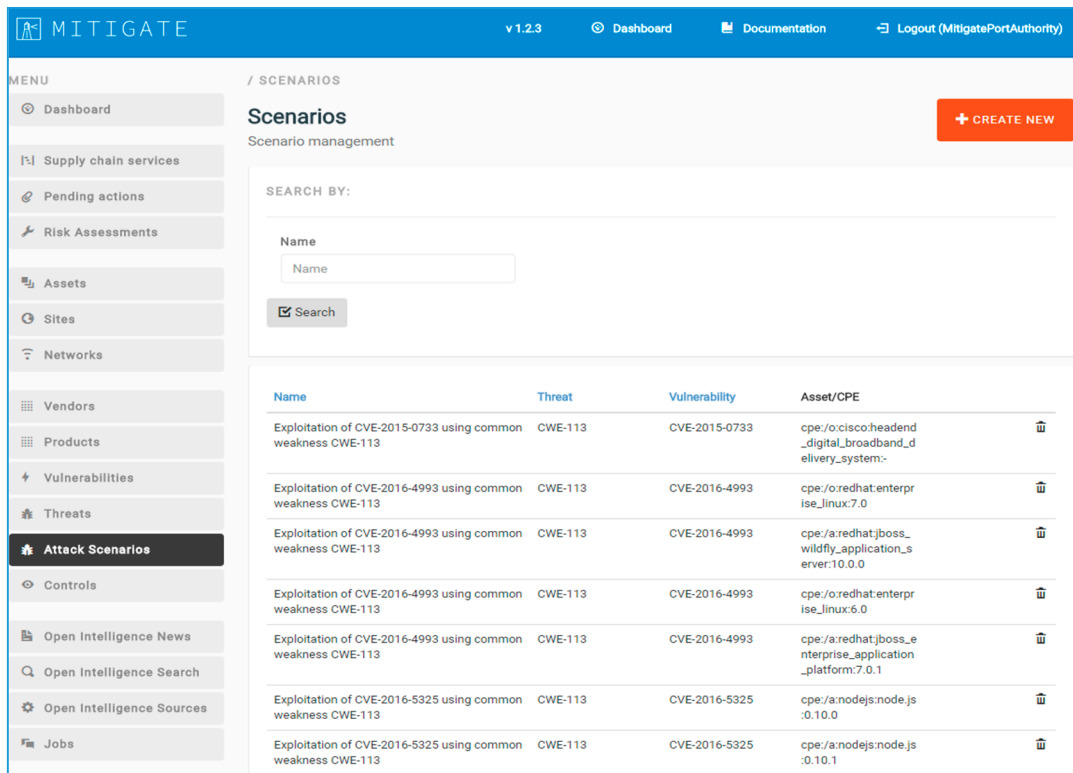 MITIGATE
v 1.2.3
Dashboard
Documentation
Logout (MitigatePortAuthority)
MENU
Dashboard
Supply chain services
Pending actions
Risk Assessments
Assets
Sites
Networks
Vendors
Products
Vulnerabilities
Threats
Attack Scenarios
Controls
Open Intelligence News
Open Intelligence Search
Open Intelligence Sources
Jobs
/ SCENARIOS
Scenarios
Scenario management
CREATE NEW
SEARCH BY:
Name
Name
Search
Name Threat Vulnerability Asset/CPE
Exploitation of CVE-2015-0733 using common CWE-113 CVE-2015-0733 cpe:/o:cisco:headend
weakness CWE-113 _digital_broadband_d
elivery_system:-
Exploitation of CVE-2016-4993 using common CWE-113 CVE-2016-4993 cpe:/o:redhat:enterpr
weakness CWE-113 ise_linux:7.0
Exploitation of CVE-2016-4993 using common CWE-113 CVE-2016-4993 cpe:/a:redhat:jboss_
weakness CWE-113 wildfly_application_s
erver:10.0.0
Exploitation of CVE-2016-4993 using common CWE-113 CVE-2016-4993 cpe:/o:redhat:enterpr
weakness CWE-113 ise_linux:6.0
Exploitation of CVE-2016-4993 using common CWE-113 CVE-2016-4993 cpe:/a:redhat:jboss_e
weakness CWE-113 nterprise_application
_platform:7.0.1
Exploitation of CVE-2016-5325 using common CWE-113 CVE-2016-5325 cpe:/a:nodejs:node.js
weakness CWE-113 :0.10.0
Exploitation of CVE-2016-5325 using common CWE-113 CVE-2016-5325 cpe:/a:nodejs:node.js
weakness CWE-113 :0.10.1